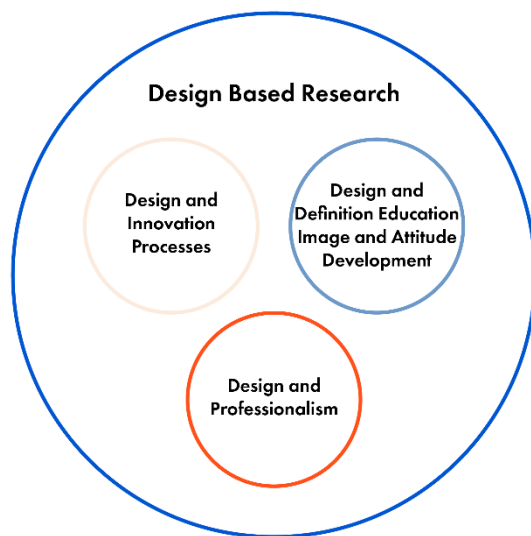 Design Based Research
Design and
Innovation
Processes
Design and
Definition Education
Image and Attitude
Development
Design and
Professionalism